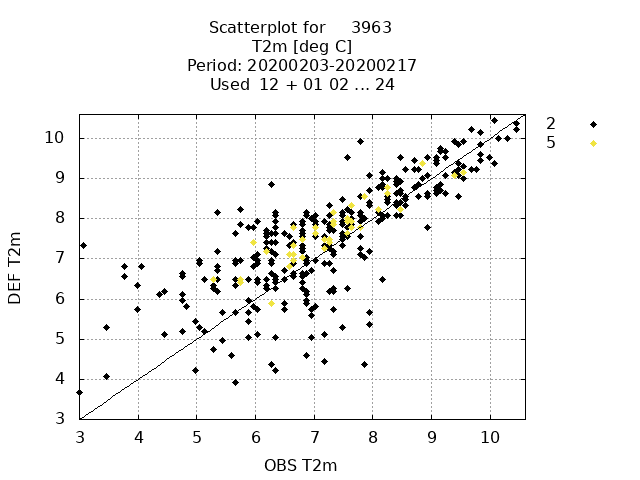 Scatterplot for 3963
T2m [deg C]
Period: 20200203-20200217
Used 12 + 01 02 ... 24
2
5
10
9
8
7
6
5
4
3
DEF T2m
3 4 5 6 7 8 9 10
OBS T2m